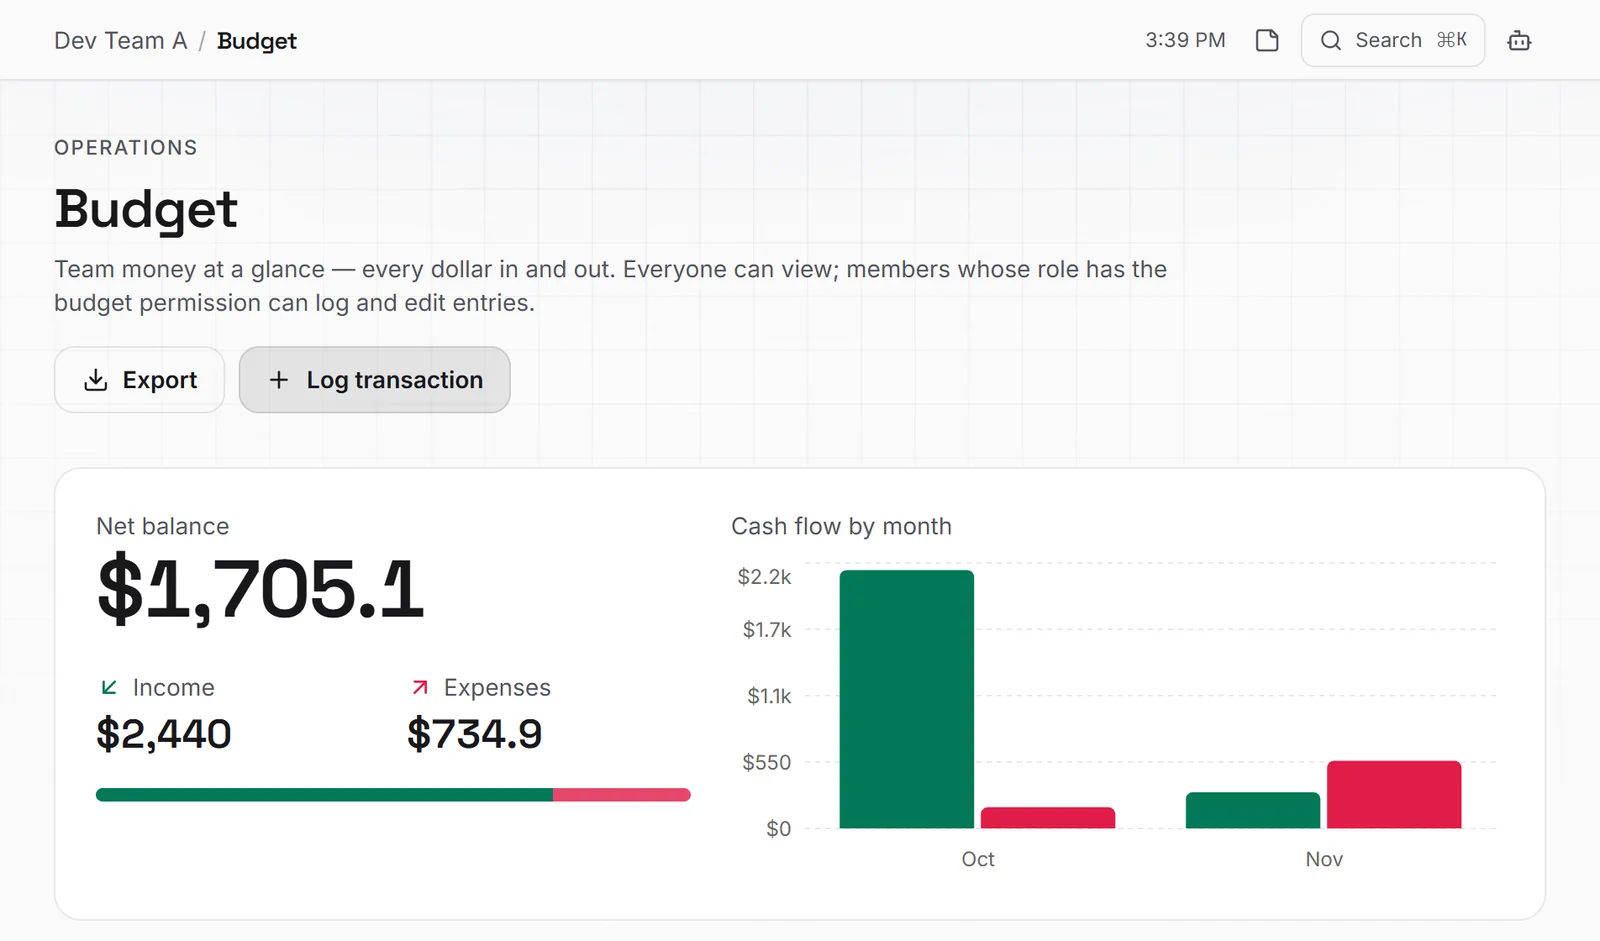 Dev Team A / Budget
3:39 PM
Search ⌘K
OPERATIONS
Budget
Team money at a glance — every dollar in and out. Everyone can view; members whose role has the
budget permission can log and edit entries.
Export
Log transaction
Net balance
$1,705.1
Income
$2,440
Expenses
$734.9
Cash flow by month
$2.2k
$1.7k
$1.1k
$550
$0
Oct
Nov